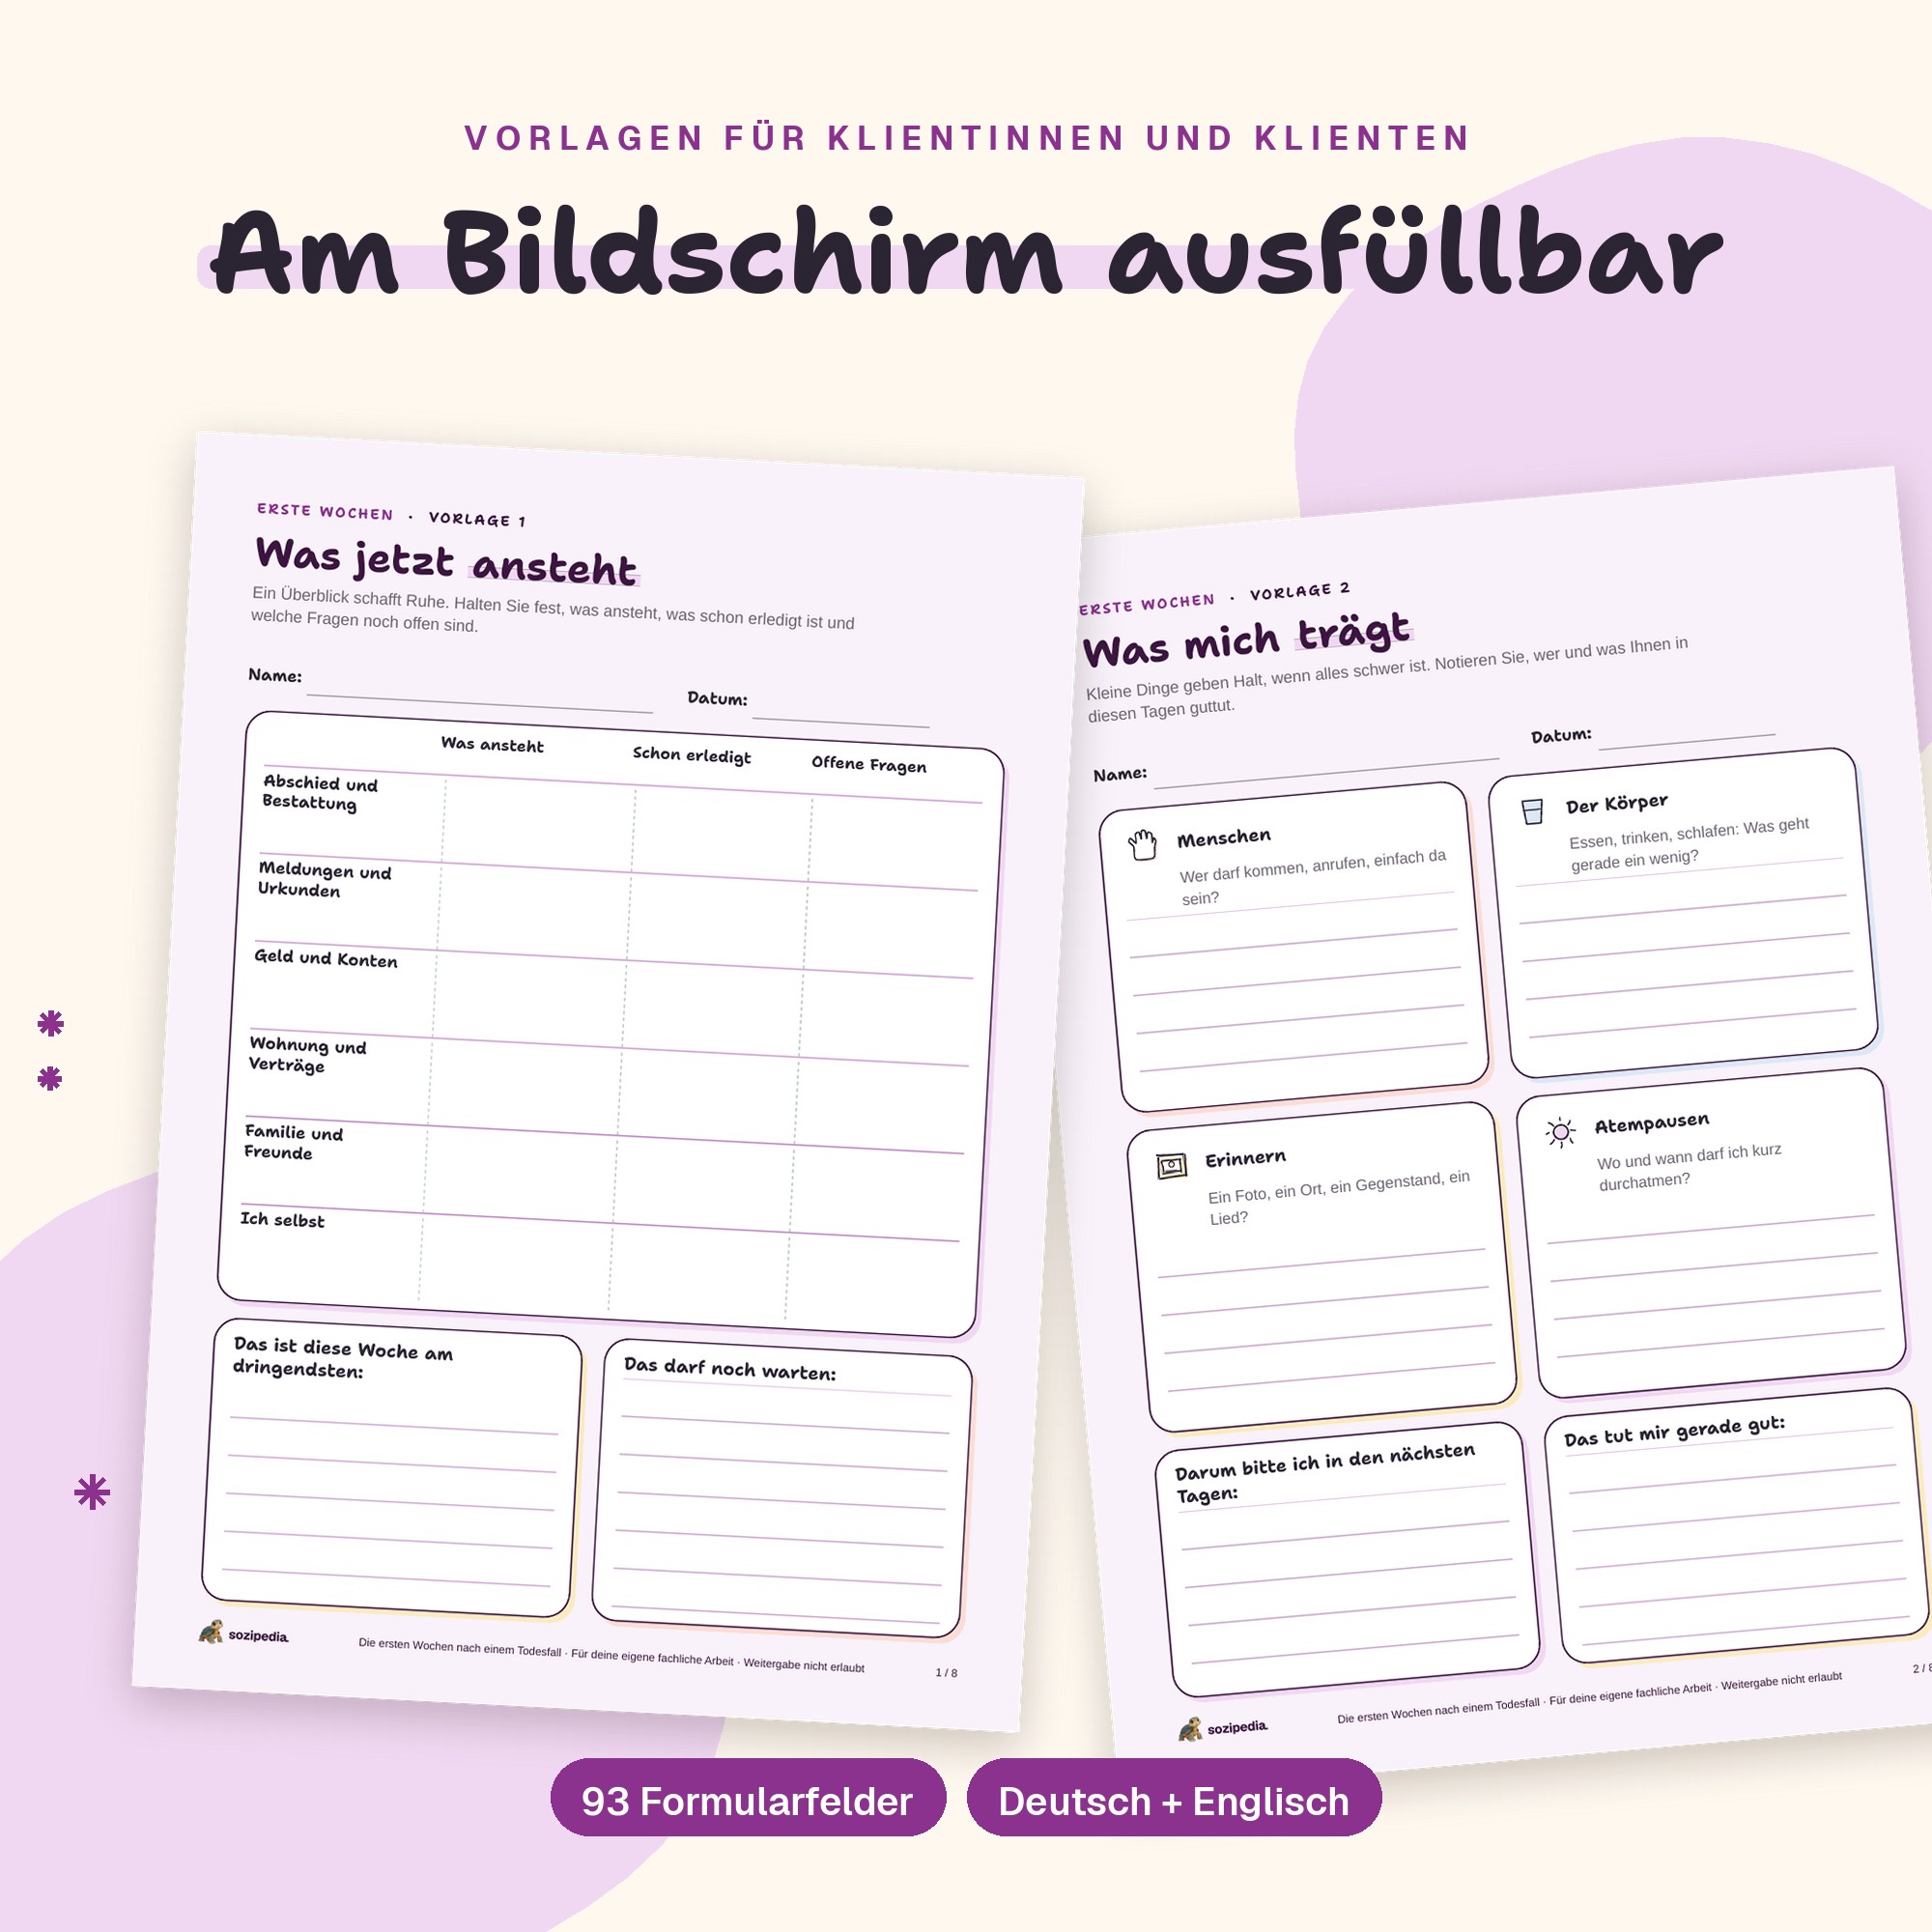 VORLAGEN FÜR KLIENTINNEN UND KLIENTEN
Am Bildschirm ausfüllbar
ERSTE WOCHEN · VORLAGE 1
Was jetzt ansteht
Ein Überblick schafft Ruhe. Halten Sie fest, was ansteht, was schon erledigt ist und
welche Fragen noch offen sind.
Name:
Datum:
Was ansteht
Schon erledigt
Offene Fragen
Abschied und
Bestattung
Meldungen und
Urkunden
Geld und Konten
Wohnung und
Verträge
Familie und
Freunde
Ich selbst
Das ist diese Woche am
dringendsten:
Das darf noch warten:
sozipedia.
Die ersten Wochen nach einem Todesfall · Für deine eigene fachliche Arbeit · Weitergabe nicht erlaubt
1 / 8
ERSTE WOCHEN · VORLAGE 2
Was mich trägt
Kleine Dinge geben Halt, wenn alles schwer ist. Notieren Sie, wer und was Ihnen in
diesen Tagen guttut.
Name:
Datum:
Menschen
Wer darf kommen, anrufen, einfach da
sein?
Der Körper
Essen, trinken, schlafen: Was geht
gerade ein wenig?
Erinnern
Ein Foto, ein Ort, ein Gegenstand, ein
Lied?
Atempausen
Wo und wann darf ich kurz
durchatmen?
Darum bitte ich in den nächsten
Tagen:
Das tut mir gerade gut:
sozipedia.
Die ersten Wochen nach einem Todesfall · Für deine eigene fachliche Arbeit · Weitergabe nicht erlaubt
2 / 8
93 Formularfelder
Deutsch + Englisch